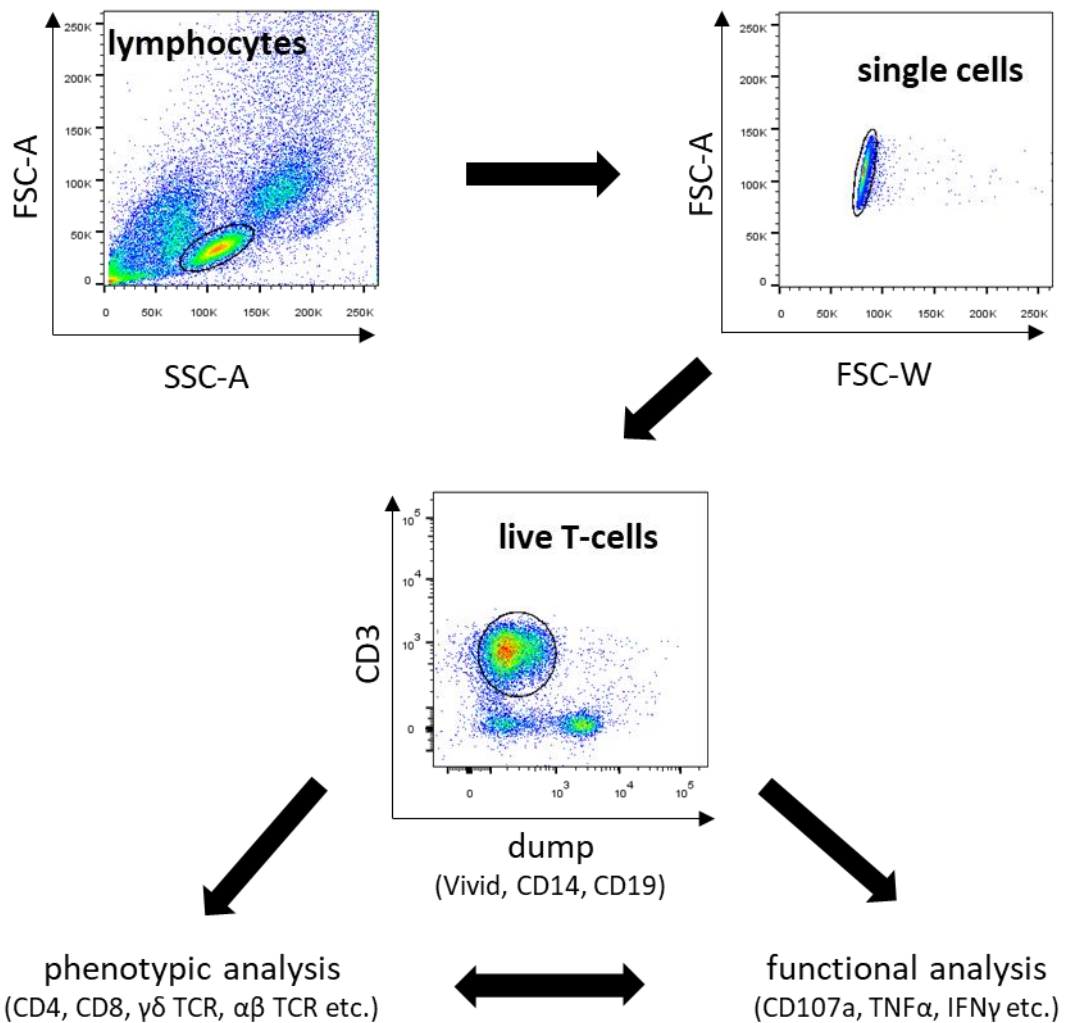 lymphocytes
250K
200K
150K
100K
50K
0
FSC-A
0 50K 100K 150K 200K 250K
SSC-A
single cells
250K
200K
150K
100K
50K
0
FSC-A
0 50K 100K 150K 200K 250K
FSC-W
live T-cells
10^5
10^4
10^3
0
CD3
0 10^3 10^4 10^5
dump
(Vivid, CD14, CD19)
phenotypic analysis
(CD4, CD8, γδ TCR, αβ TCR etc.)
functional analysis
(CD107a, TNFα, IFNγ etc.)